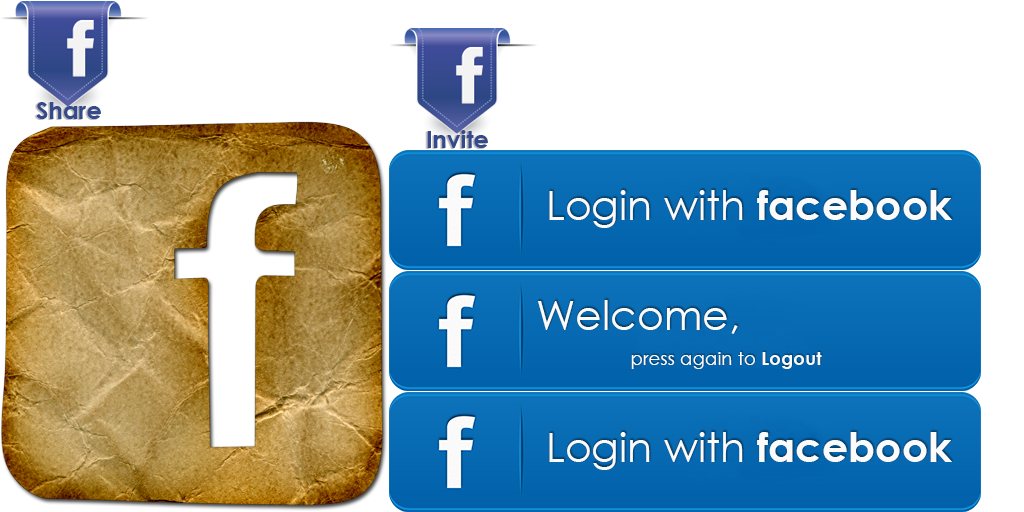 f
Share
f
Invite
f
f
Login with facebook
f
Welcome,
press again to Logout
f
Login with facebook